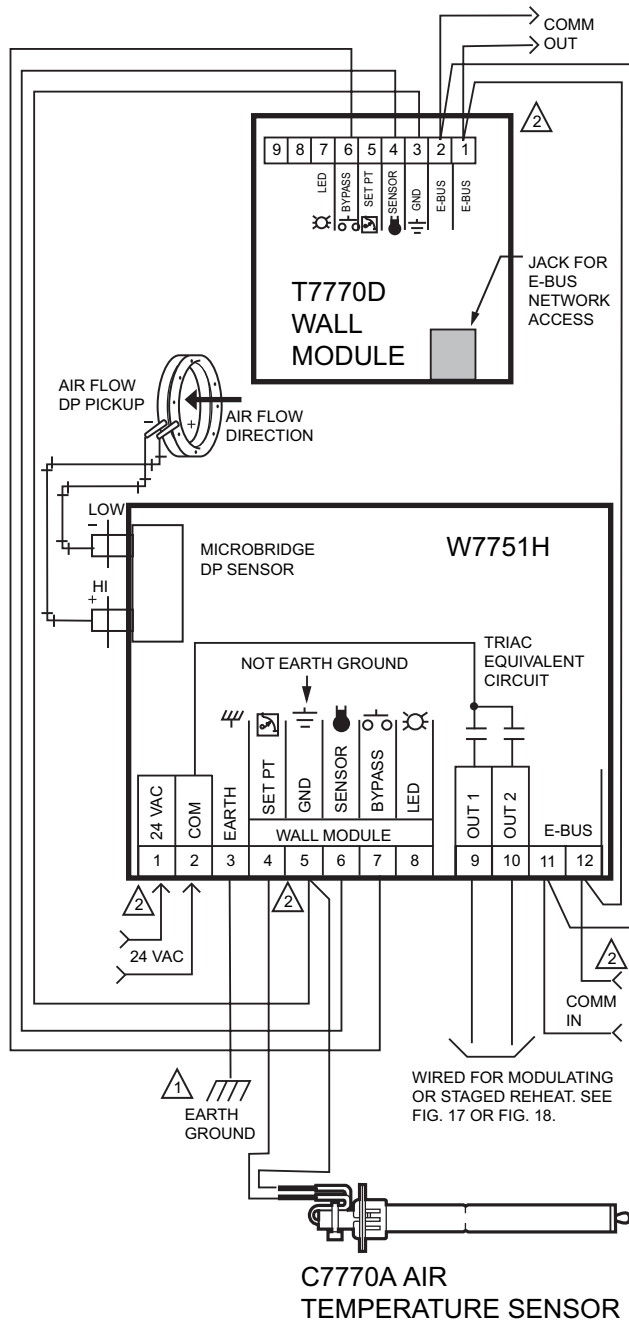 COMM
OUT
2
9 8 7 6 5 4 3 2 1
LED
BYPASS
SET PT
SENSOR
GND
E-BUS
E-BUS
T7770D
WALL
MODULE
JACK FOR
E-BUS
NETWORK
ACCESS
AIR FLOW
DP PICKUP
- +
AIR FLOW
DIRECTION
LOW
-
HI
+
MICROBRIDGE
DP SENSOR
W7751H
NOT EARTH GROUND
TRIAC
EQUIVALENT
CIRCUIT
24 VAC
COM
EARTH
SET PT
GND
SENSOR
BYPASS
LED
WALL MODULE
OUT 1
OUT 2
E-BUS
1 2 3 4 5 6 7 8 9 10 11 12
2
2
24 VAC
2
COMM
IN
1
EARTH
GROUND
WIRED FOR MODULATING
OR STAGED REHEAT. SEE
FIG. 17 OR FIG. 18.
C7770A AIR
TEMPERATURE SENSOR